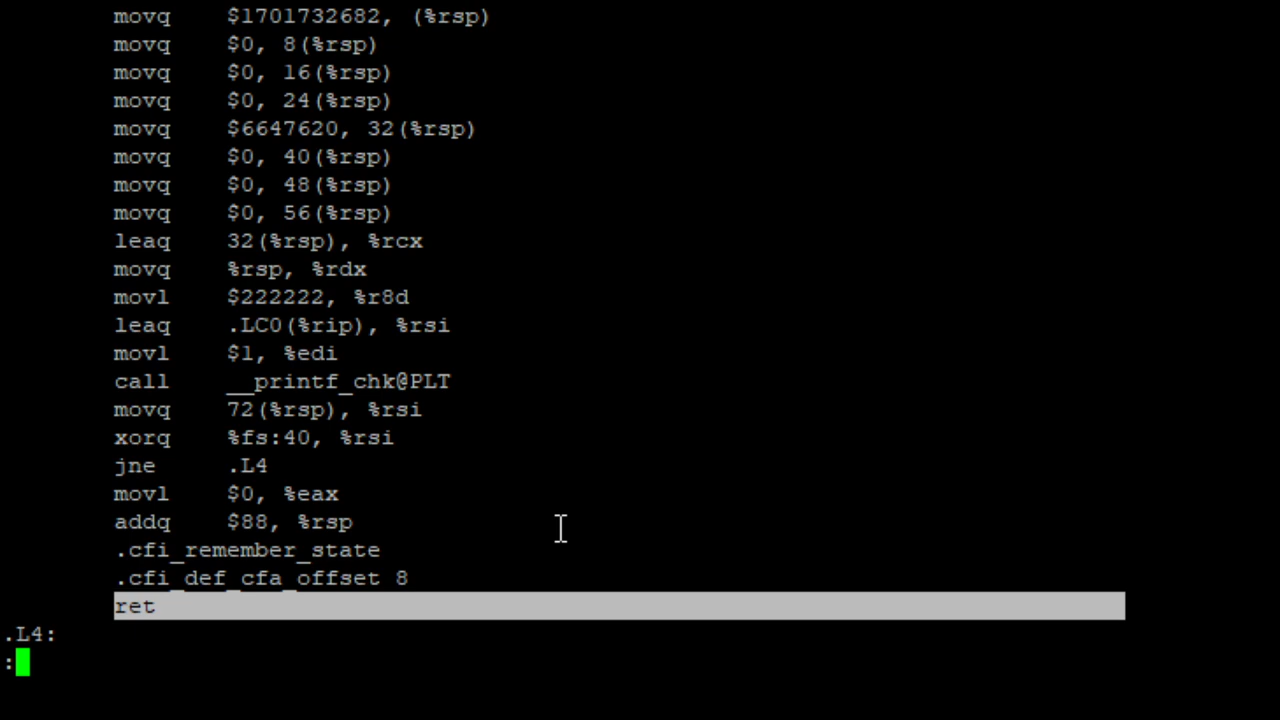 movq $1701732682, (%rsp)
movq $0, 8(%rsp)
movq $0, 16(%rsp)
movq $0, 24(%rsp)
movq $6647620, 32(%rsp)
movq $0, 40(%rsp)
movq $0, 48(%rsp)
movq $0, 56(%rsp)
leaq 32(%rsp), %rcx
movq %rsp, %rdx
movl $222222, %r8d
leaq .LC0(%rip), %rsi
movl $1, %edi
call __printf_chk@PLT
movq 72(%rsp), %rsi
xorq %fs:40, %rsi
jne .L4
movl $0, %eax
addq $88, %rsp
.cfi_remember_state
.cfi_def_cfa_offset 8
ret
.L4:
: